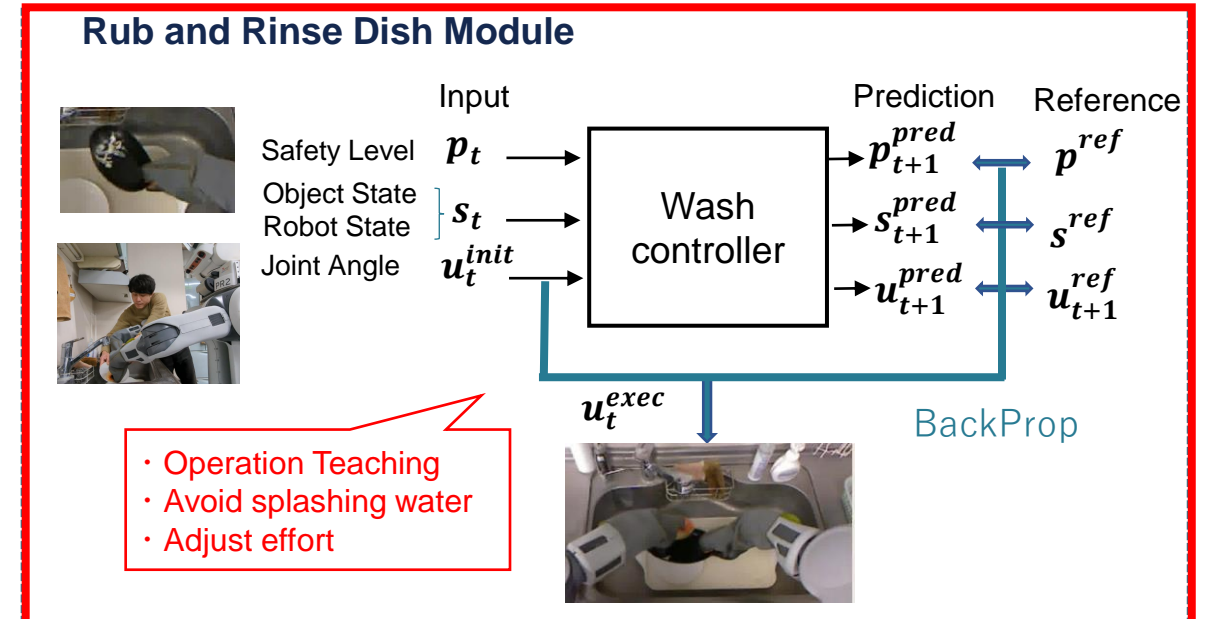 Rub and Rinse Dish Module
Input
Prediction
Reference
Safety Level
p_t
p_{t+1}^{pred}
p^{ref}
Object State
Robot State
s_t
s_{t+1}^{pred}
s^{ref}
Joint Angle
u_t^{init}
u_{t+1}^{pred}
u_{t+1}^{ref}
Wash
controller
PR2
u_t^{exec}
BackProp
・Operation Teaching
・Avoid splashing water
・Adjust effort